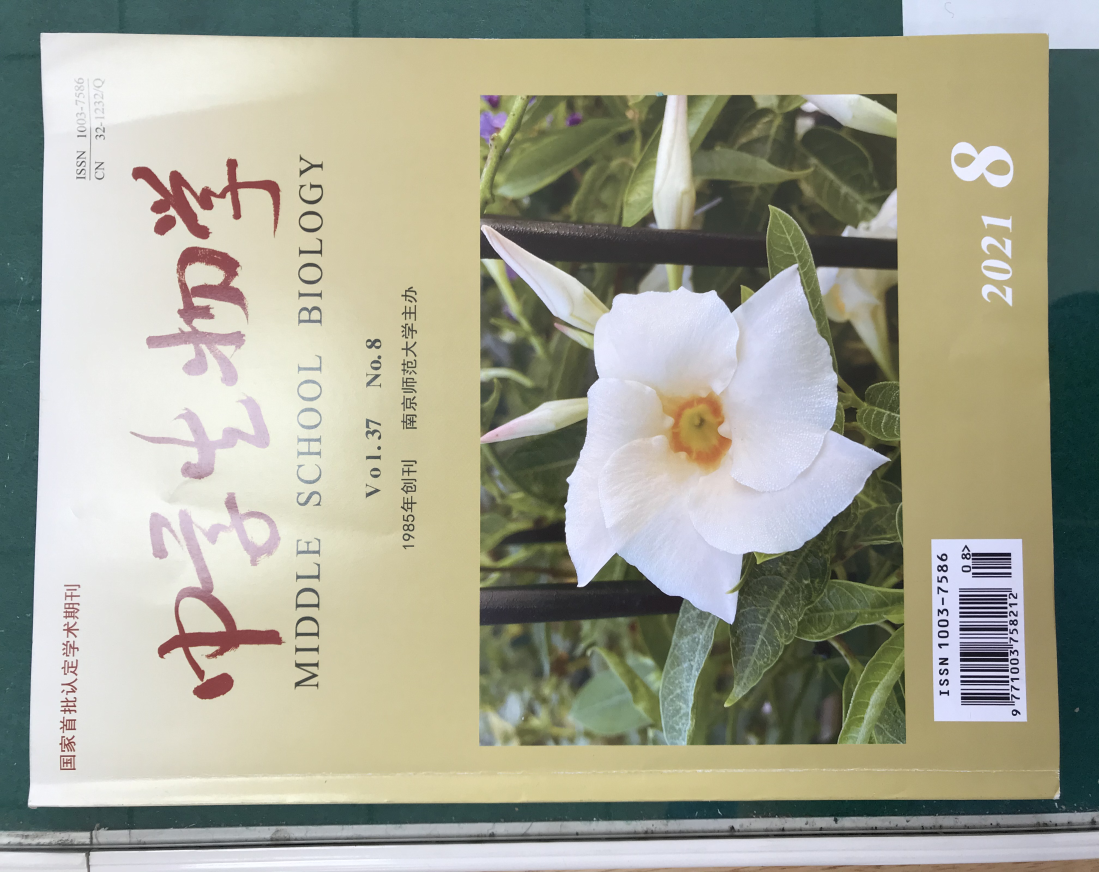 国家首批认定学术期刊
ISSN 1003-7586
CN 32-1232/Q
中学生物学
MIDDLE SCHOOL BIOLOGY
Vol.37 No.8
1985年创刊 南京师范大学主办
ISSN 1003-7586
08>
9 771003 758212
2021 8